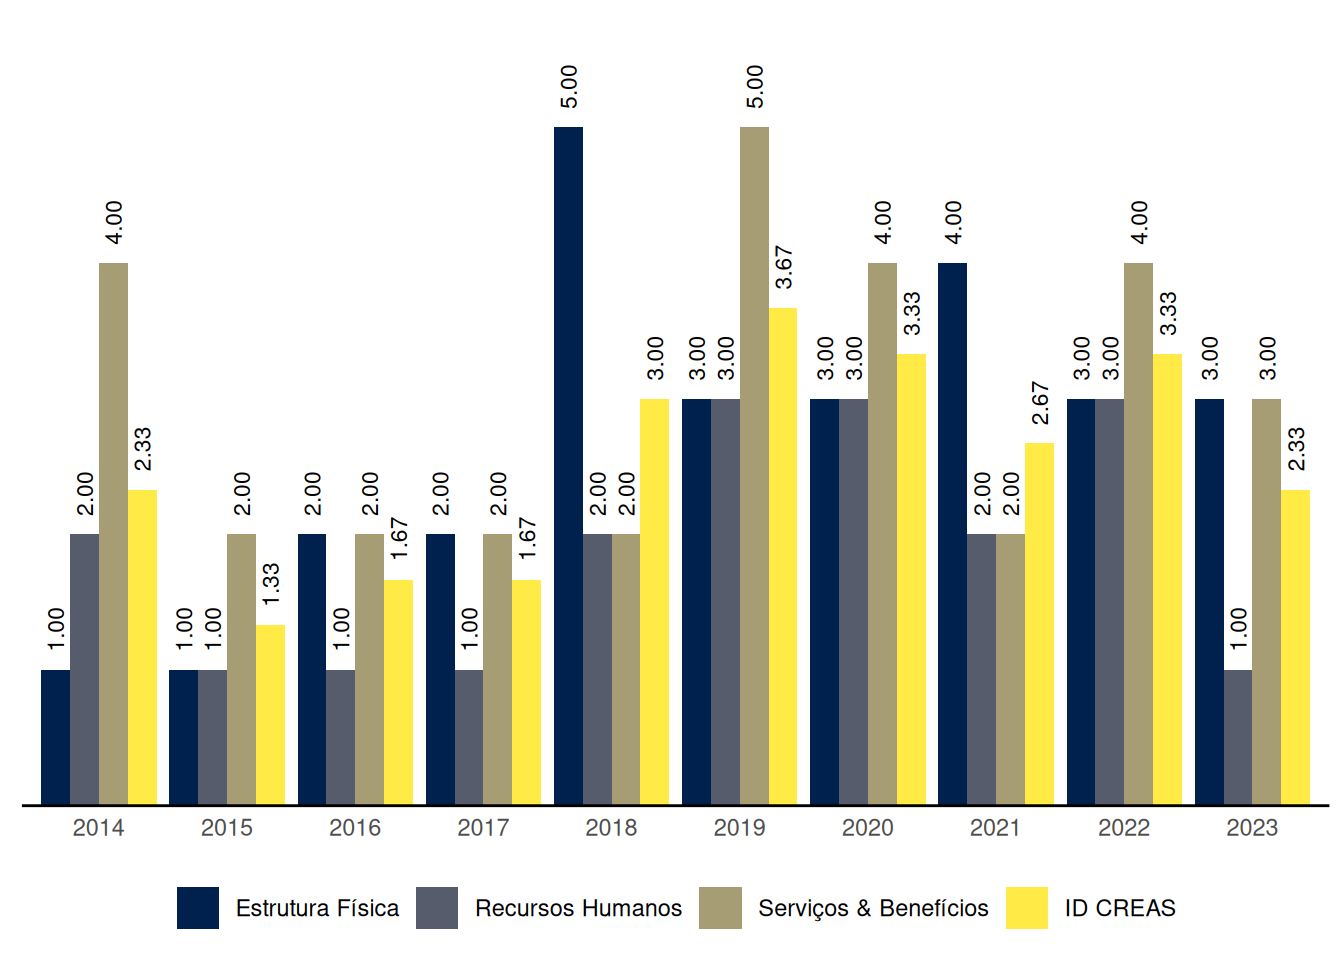 5.00 5.00
4.00 4.00 4.00 4.00
3.67
3.33 3.33
3.00 3.00 3.00 3.00 3.00 3.00 3.00 3.00 3.00
2.67
2.33 2.33
2.00 2.00 2.00 2.00 2.00 2.00 2.00 2.00 2.00 2.00
1.67 1.67
1.33
1.00 1.00 1.00 1.00 1.00 1.00
2014 2015 2016 2017 2018 2019 2020 2021 2022 2023
Estrutura Física Recursos Humanos Serviços & Benefícios ID CREAS